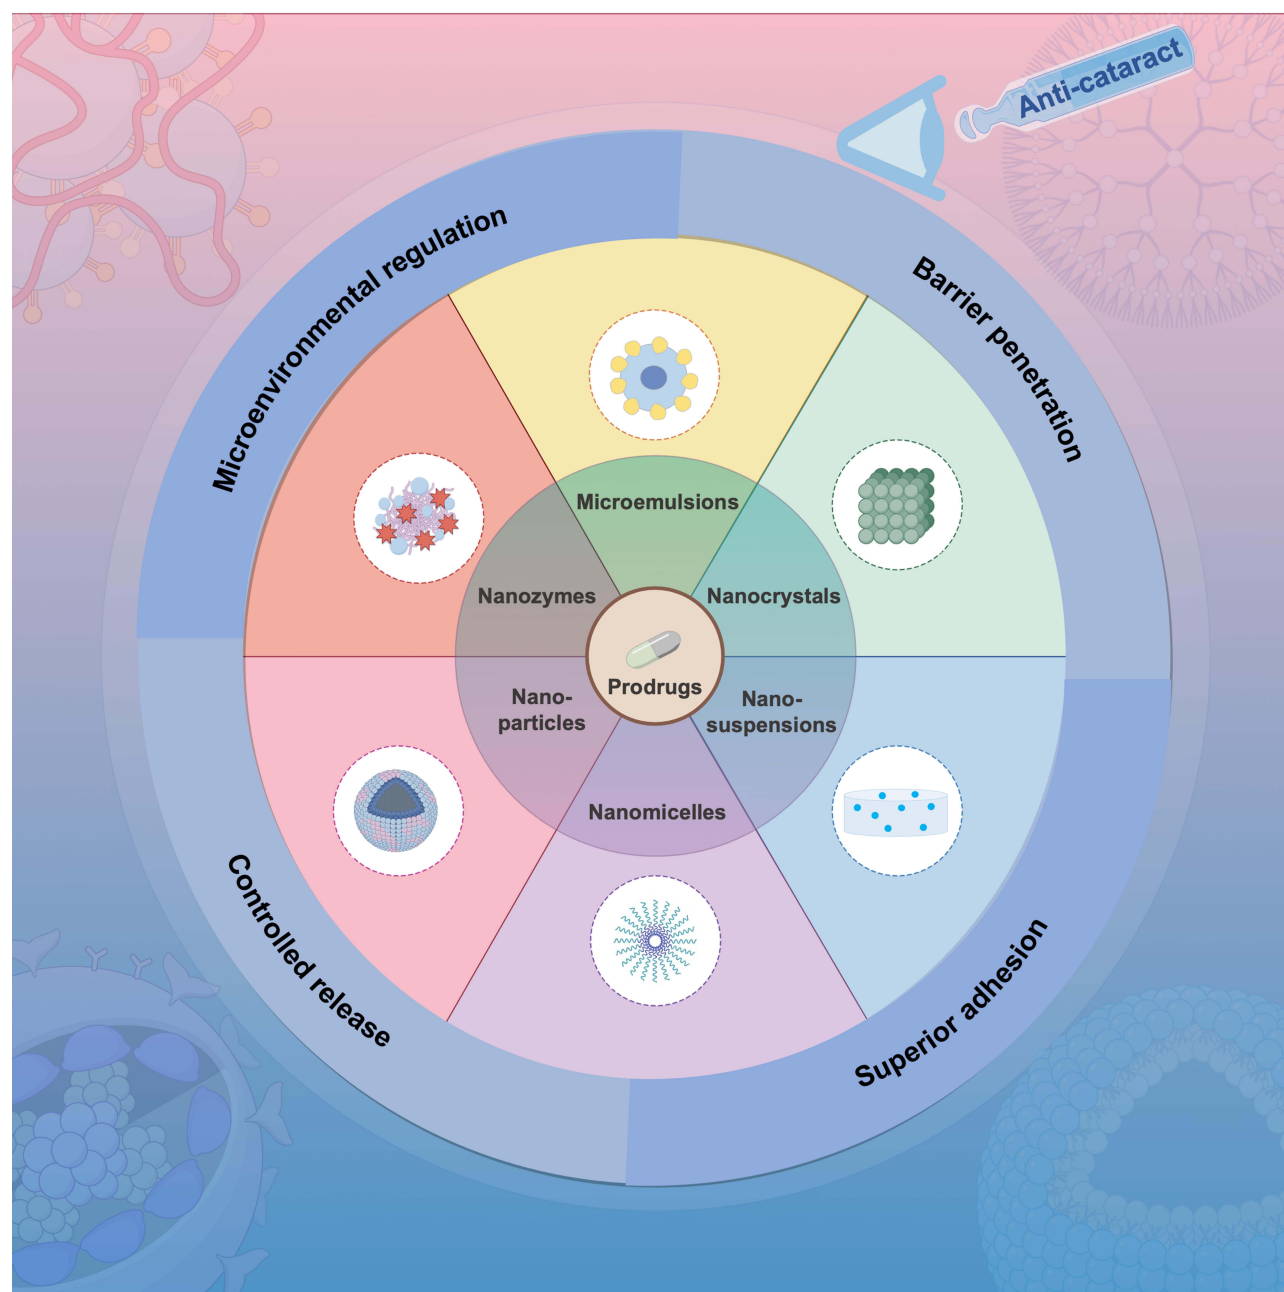 Anti-cataract
Microenvironmental regulation
Barrier penetration
Microemulsions
Nanozymes
Nanocrystals
Prodrugs
Nano-
particles
Nano-
suspensions
Nanomicelles
Controlled release
Superior adhesion